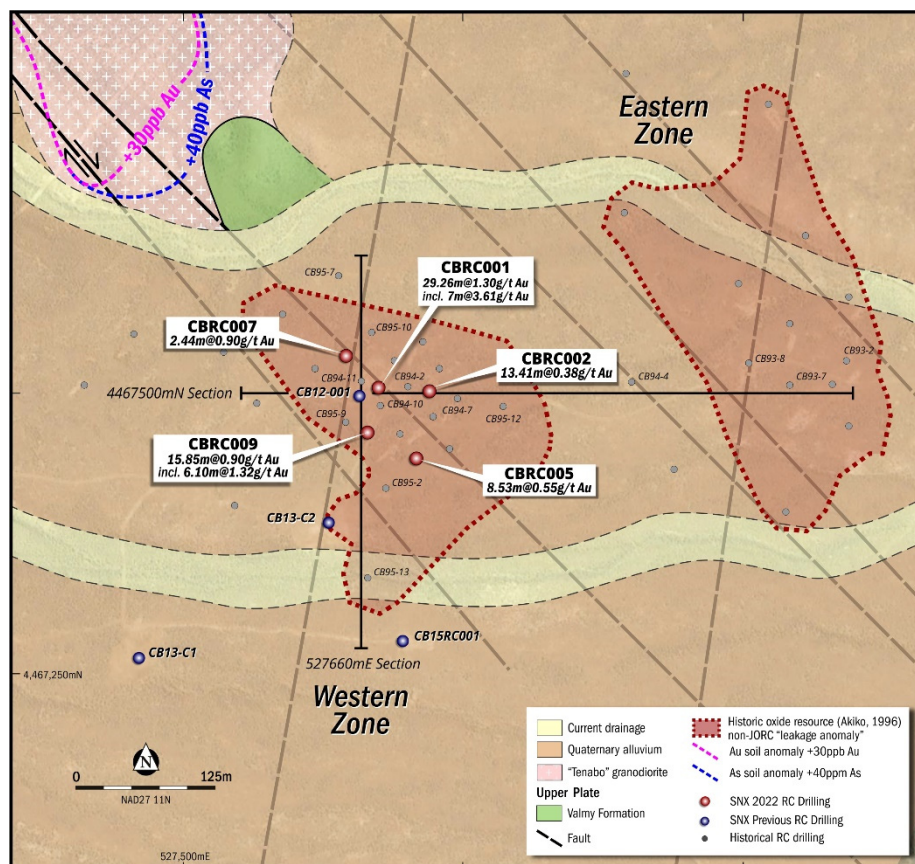 +30ppb Au
+40ppb As
Eastern
Zone
CB95-7
CBRC001
29.26m@1.30g/t Au
incl. 7m@3.61g/t Au
CBRC007
2.44m@0.90g/t Au
CB95-10
CBRC002
13.41m@0.38g/t Au
CB93-8
CB93-2
CB94-11
CB94-2
CB94-4
CB93-7
4467500mN Section
CB12-001
CB94-10
CB94-7
CB95-12
CB95-9
CBRC009
15.85m@0.90g/t Au
incl. 6.10m@1.32g/t Au
CBRC005
8.53m@0.55g/t Au
CB95-2
CB13-C2
CB95-13
CB15RC001
CB13-C1
527660mE Section
4,467,250mN
Western
Zone
N
0 125m
NAD27 11N
527,500mE
Current drainage
Quaternary alluvium
"Tenabo" granodiorite
Upper Plate
Valmy Formation
Fault
Historic oxide resource (Akiko, 1996)
non-JORC "leakage anomaly"
Au soil anomaly +30ppb Au
As soil anomaly +40ppm As
SNX 2022 RC Drilling
SNX Previous RC Drilling
Historical RC drilling